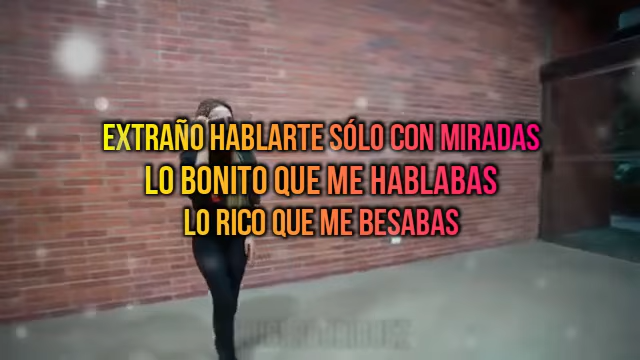 EXTRAÑO HABLARTE SÓLO CON MIRADAS
LO BONITO QUE ME HABLABAS
LO RICO QUE ME BESABAS